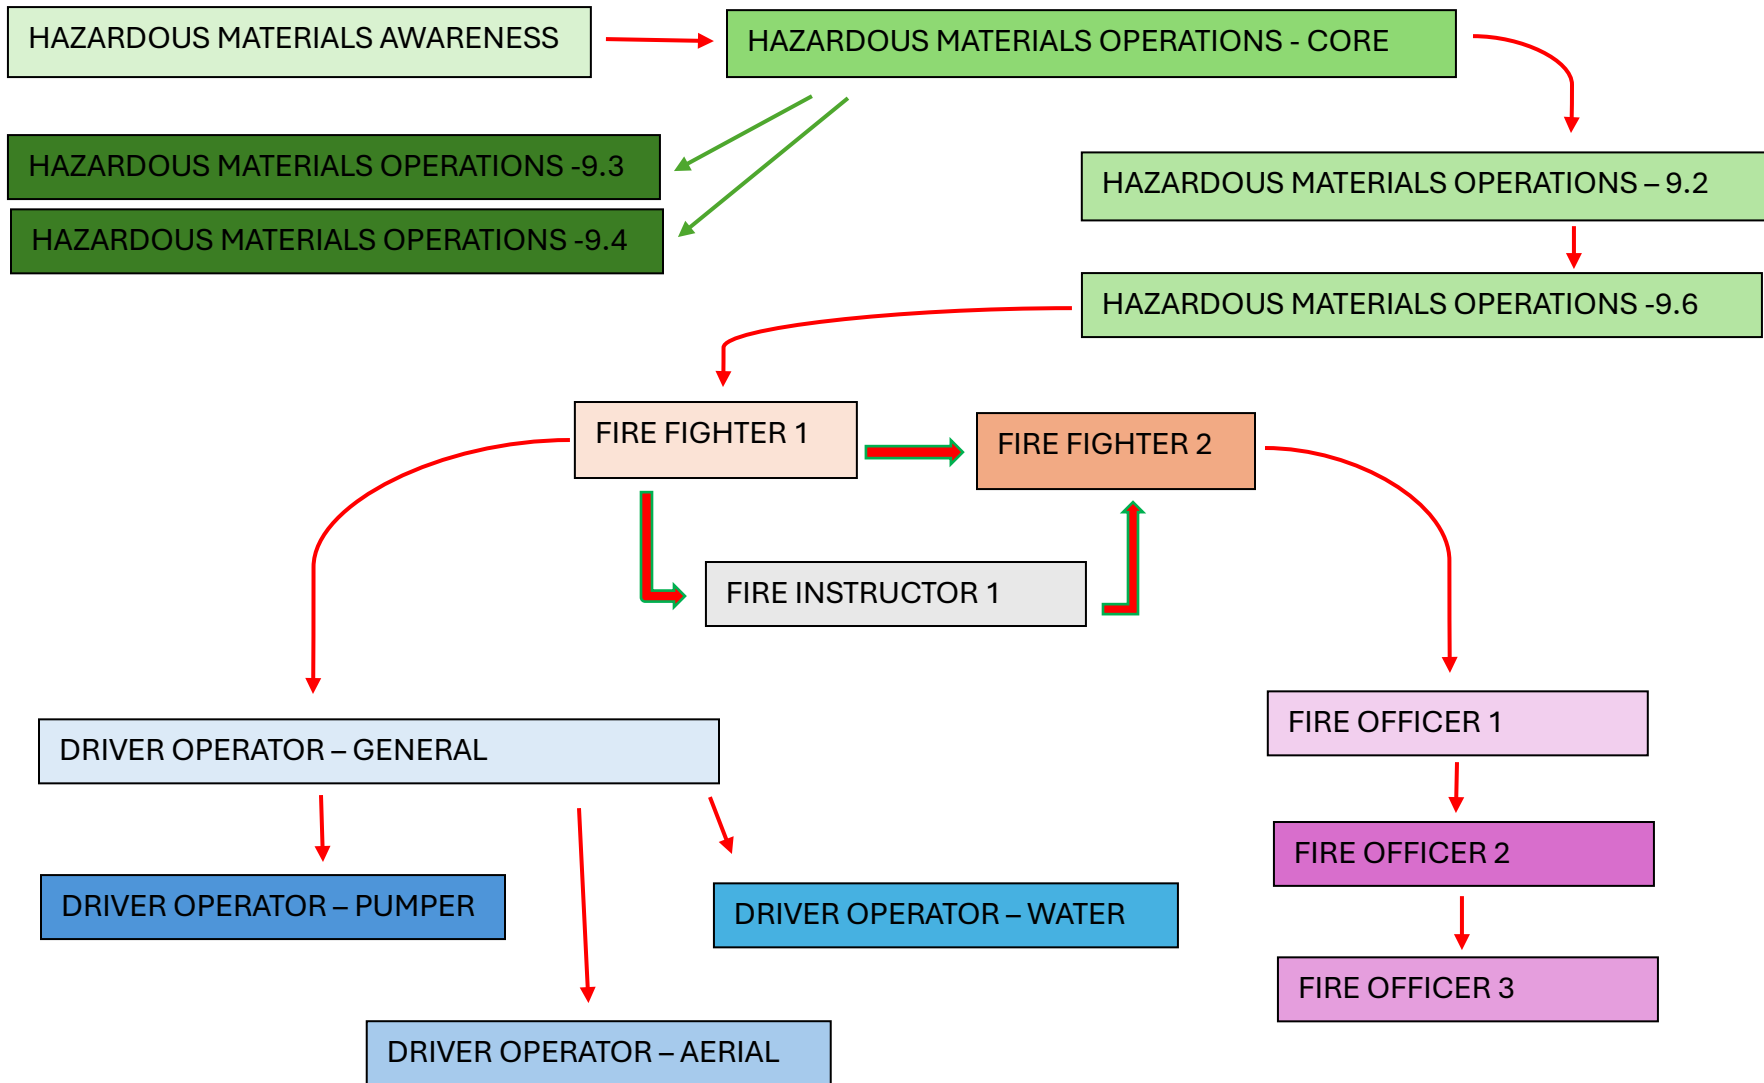 HAZARDOUS MATERIALS AWARENESS
HAZARDOUS MATERIALS OPERATIONS - CORE
HAZARDOUS MATERIALS OPERATIONS -9.3
HAZARDOUS MATERIALS OPERATIONS – 9.2
HAZARDOUS MATERIALS OPERATIONS -9.4
HAZARDOUS MATERIALS OPERATIONS -9.6
FIRE FIGHTER 1
FIRE FIGHTER 2
FIRE INSTRUCTOR 1
FIRE OFFICER 1
DRIVER OPERATOR – GENERAL
FIRE OFFICER 2
DRIVER OPERATOR – PUMPER
DRIVER OPERATOR – WATER
FIRE OFFICER 3
DRIVER OPERATOR – AERIAL